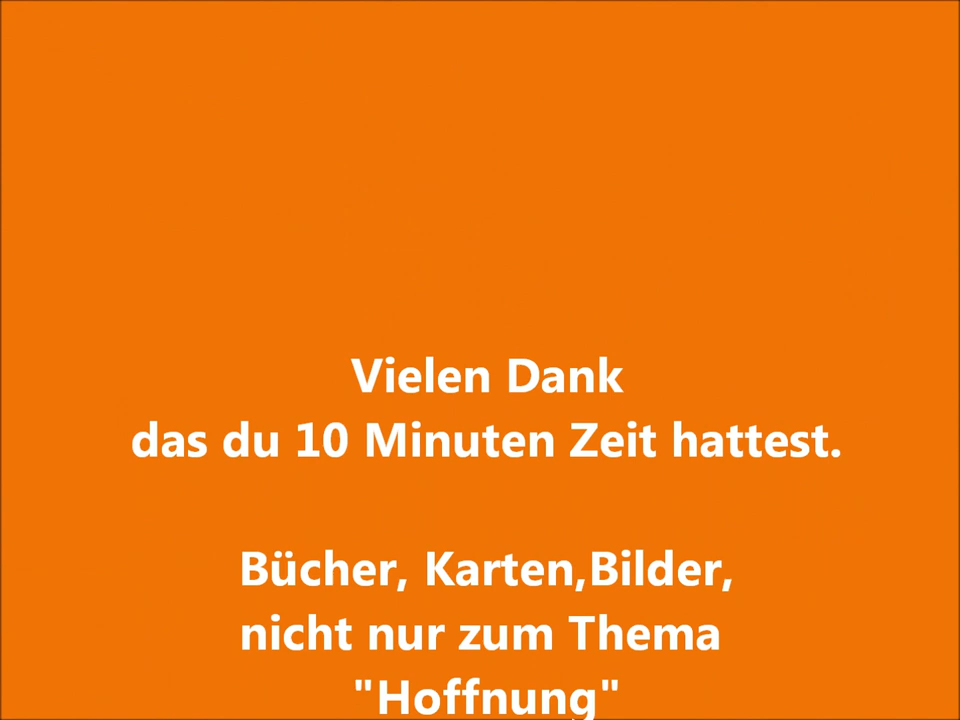 Vielen Dank
das du 10 Minuten Zeit hattest.
Bücher, Karten,Bilder,
nicht nur zum Thema
"Hoffnung"